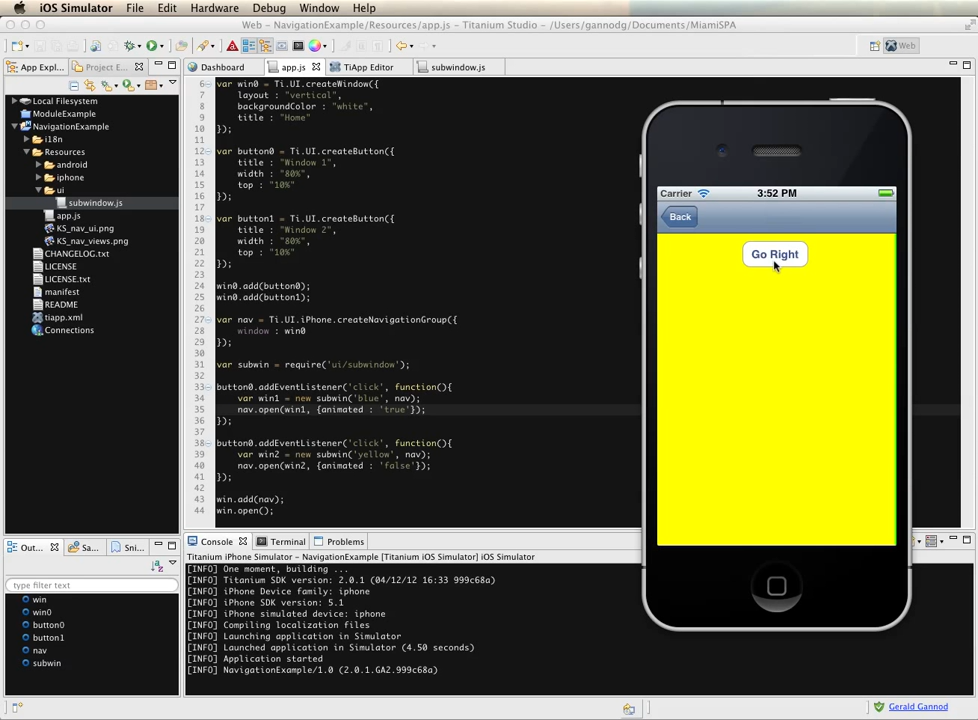 iOS Simulator File Edit Hardware Debug Window Help
Web - NavigationExample/Resources/app.js - Titanium Studio - /Users/gannodg/Documents/MiamiSPA
Web
App Expl...
Project E...
Dashboard
app.js
TiApp Editor
subwindow.js
Local Filesystem
ModuleExample
NavigationExample
i18n
Resources
android
iphone
ui
subwindow.js
app.js
KS_nav_ui.png
KS_nav_views.png
CHANGELOG.txt
LICENSE
LICENSE.txt
manifest
README
tiapp.xml
Connections
6 var win0 = Ti.UI.createWindow({
7 layout : "vertical",
8 backgroundColor : "white",
9 title : "Home"
10 });
11
12 var button0 = Ti.UI.createButton({
13 title : "Window 1",
14 width : "80%",
15 top : "10%"
16 });
17
18 var button1 = Ti.UI.createButton({
19 title : "Window 2",
20 width : "80%",
21 top : "10%"
22 });
23
24 win0.add(button0);
25 win0.add(button1);
26
27 var nav = Ti.UI.iPhone.createNavigationGroup({
28 window : win0
29 });
30
31 var subwin = require('ui/subwindow');
32
33 button0.addEventListener('click', function(){
34 var win1 = new subwin('blue', nav);
35 nav.open(win1, {animated : 'true'});
36 });
37
38 button0.addEventListener('click', function(){
39 var win2 = new subwin('yellow', nav);
40 nav.open(win2, {animated : 'false'});
41 });
42
43 win.add(nav);
44 win.open();
Carrier 3:52 PM
Back
Go Right
Out...
Sa...
Sni...
type filter text
win
win0
button0
button1
nav
subwin
Console
Terminal
Problems
Titanium iPhone Simulator - NavigationExample [Titanium iOS Simulator] iOS Simulator
[INFO] One moment, building ...
[INFO] Titanium SDK version: 2.0.1 (04/12/12 16:33 999c68a)
[INFO] iPhone Device family: iphone
[INFO] iPhone SDK version: 5.1
[INFO] iPhone simulated device: iphone
[INFO] Compiling localization files
[INFO] Launching application in Simulator
[INFO] Launched application in Simulator (4.50 seconds)
[INFO] Application started
[INFO] NavigationExample/1.0 (2.0.1.GA2.999c68a)
Gerald Gannod